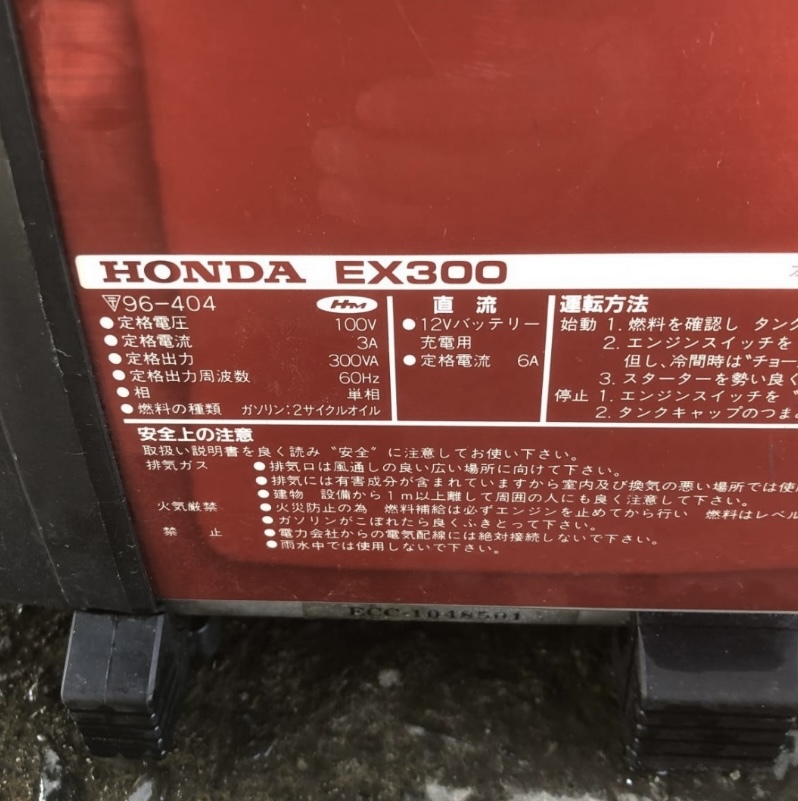 HONDA EX300
〒96-404 HM
●定格電圧 100V
●定格電流 3A
●定格出力 300VA
●定格出力周波数 60Hz
●相 単相
●燃料の種類 ガソリン:2サイクルオイル
直流
●12Vバッテリー
充電用
●定格電流 6A
運転方法
始動 1. 燃料を確認し タンク
2. エンジンスイッチを
但し、冷間時は〝チョー
3. スターターを勢い良く
停止 1. エンジンスイッチを〝
2. タンクキャップのつま
安全上の注意
取扱い説明書を良く読み〝安全〟に注意してお使い下さい。
排気ガス ●排気口は風通しの良い広い場所に向けて下さい。
●排気には有害成分が含まれていますから室内及び換気の悪い場所では使
●建物 設備から1m以上離して周囲の人にも良く注意して下さい。
火気厳禁 ●火災防止の為 燃料補給は必ずエンジンを止めてから行い 燃料はレベル
●ガソリンがこぼれたら良くふきとって下さい。
禁止 ●電力会社からの電気配線には絶対接続しないで下さい。
●雨水中では使用しないで下さい。
ECC-1048501